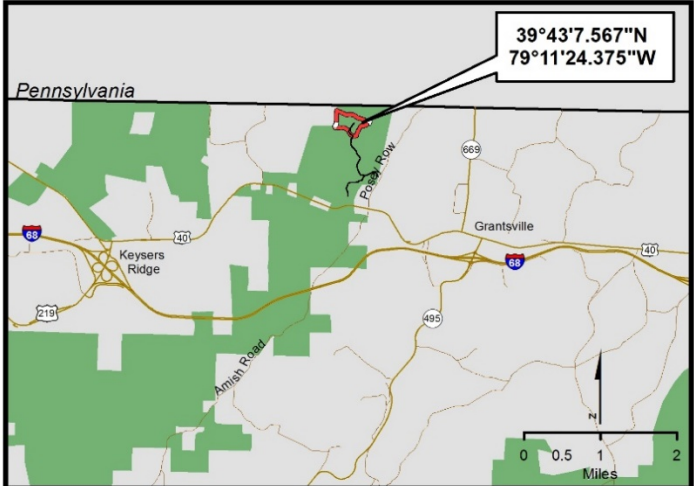 39°43'7.567"N
79°11'24.375"W
Pennsylvania
Posey Row
669
Grantsville
68
40
Keysers
Ridge
40
68
219
495
Amish Road
N
0 0.5 1 2
Miles